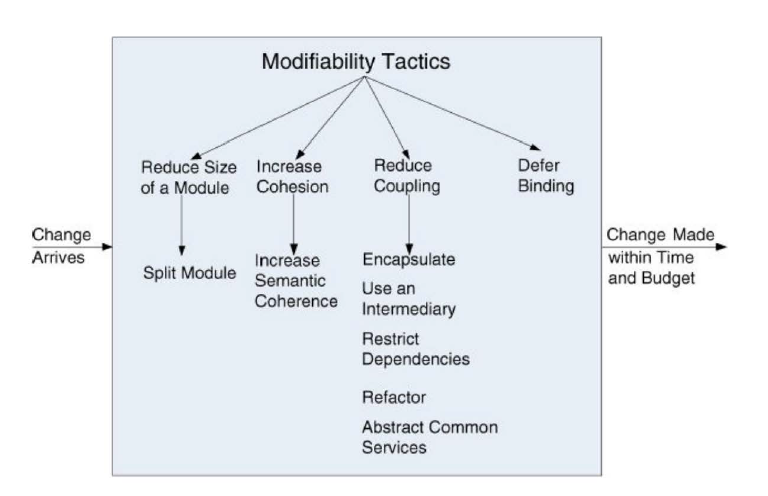 Modifiability Tactics
Reduce Size
of a Module
Increase
Cohesion
Reduce
Coupling
Defer
Binding
Change
Arrives
Split Module
Increase
Semantic
Coherence
Encapsulate
Use an
Intermediary
Restrict
Dependencies
Refactor
Abstract Common
Services
Change Made
within Time
and Budget